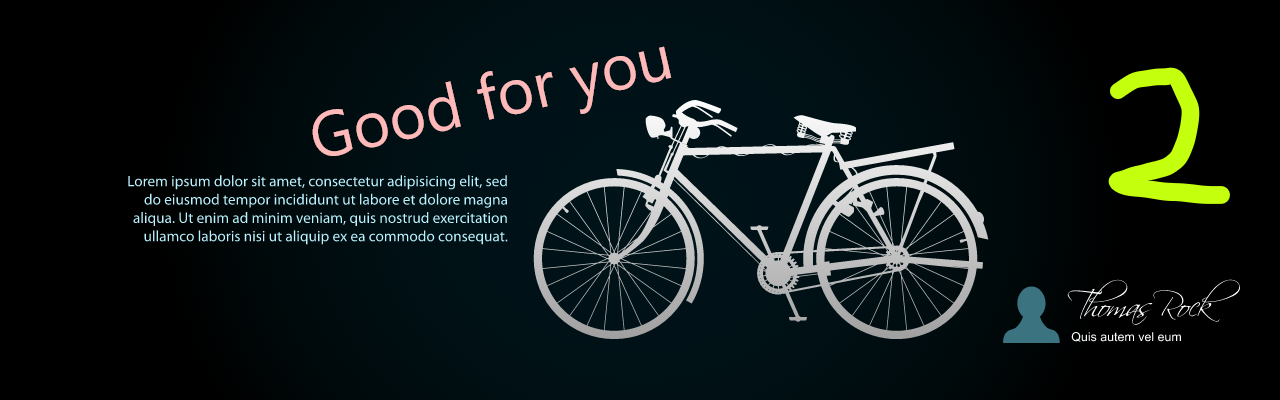 Good for you
Lorem ipsum dolor sit amet, consectetur adipisicing elit, sed
do eiusmod tempor incididunt ut labore et dolore magna
aliqua. Ut enim ad minim veniam, quis nostrud exercitation
ullamco laboris nisi ut aliquip ex ea commodo consequat.
2
Thomas Rock
Quis autem vel eum